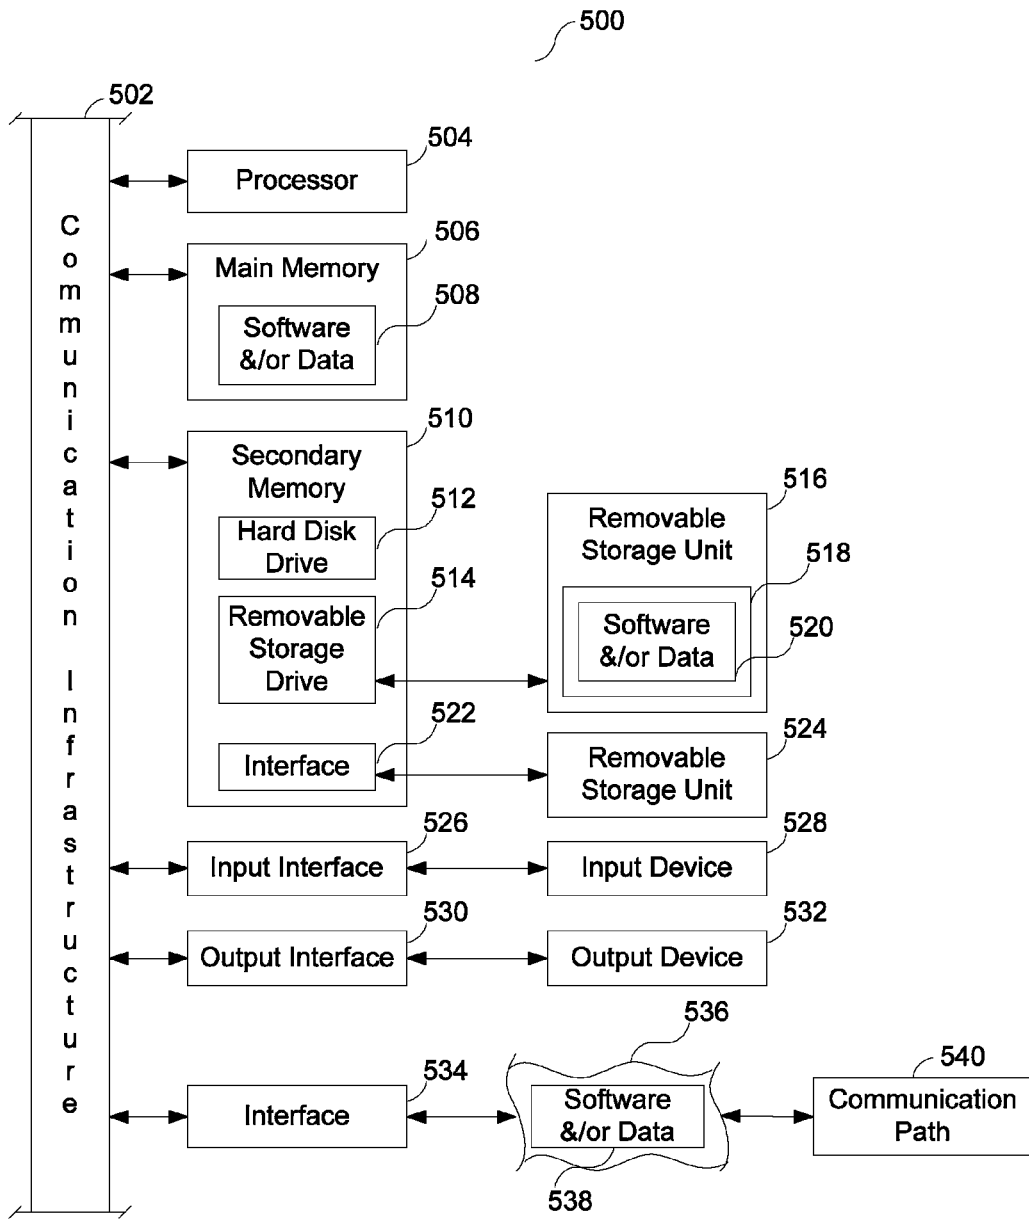 500
502
Communication Infrastructure
504
Processor
506
Main Memory
508
Software
&/or Data
510
Secondary
Memory
512
Hard Disk
Drive
514
Removable
Storage
Drive
516
Removable
Storage Unit
518
Software
&/or Data
520
522
Interface
524
Removable
Storage Unit
526
Input Interface
528
Input Device
530
Output Interface
532
Output Device
534
Interface
536
Software
&/or Data
538
540
Communication
Path